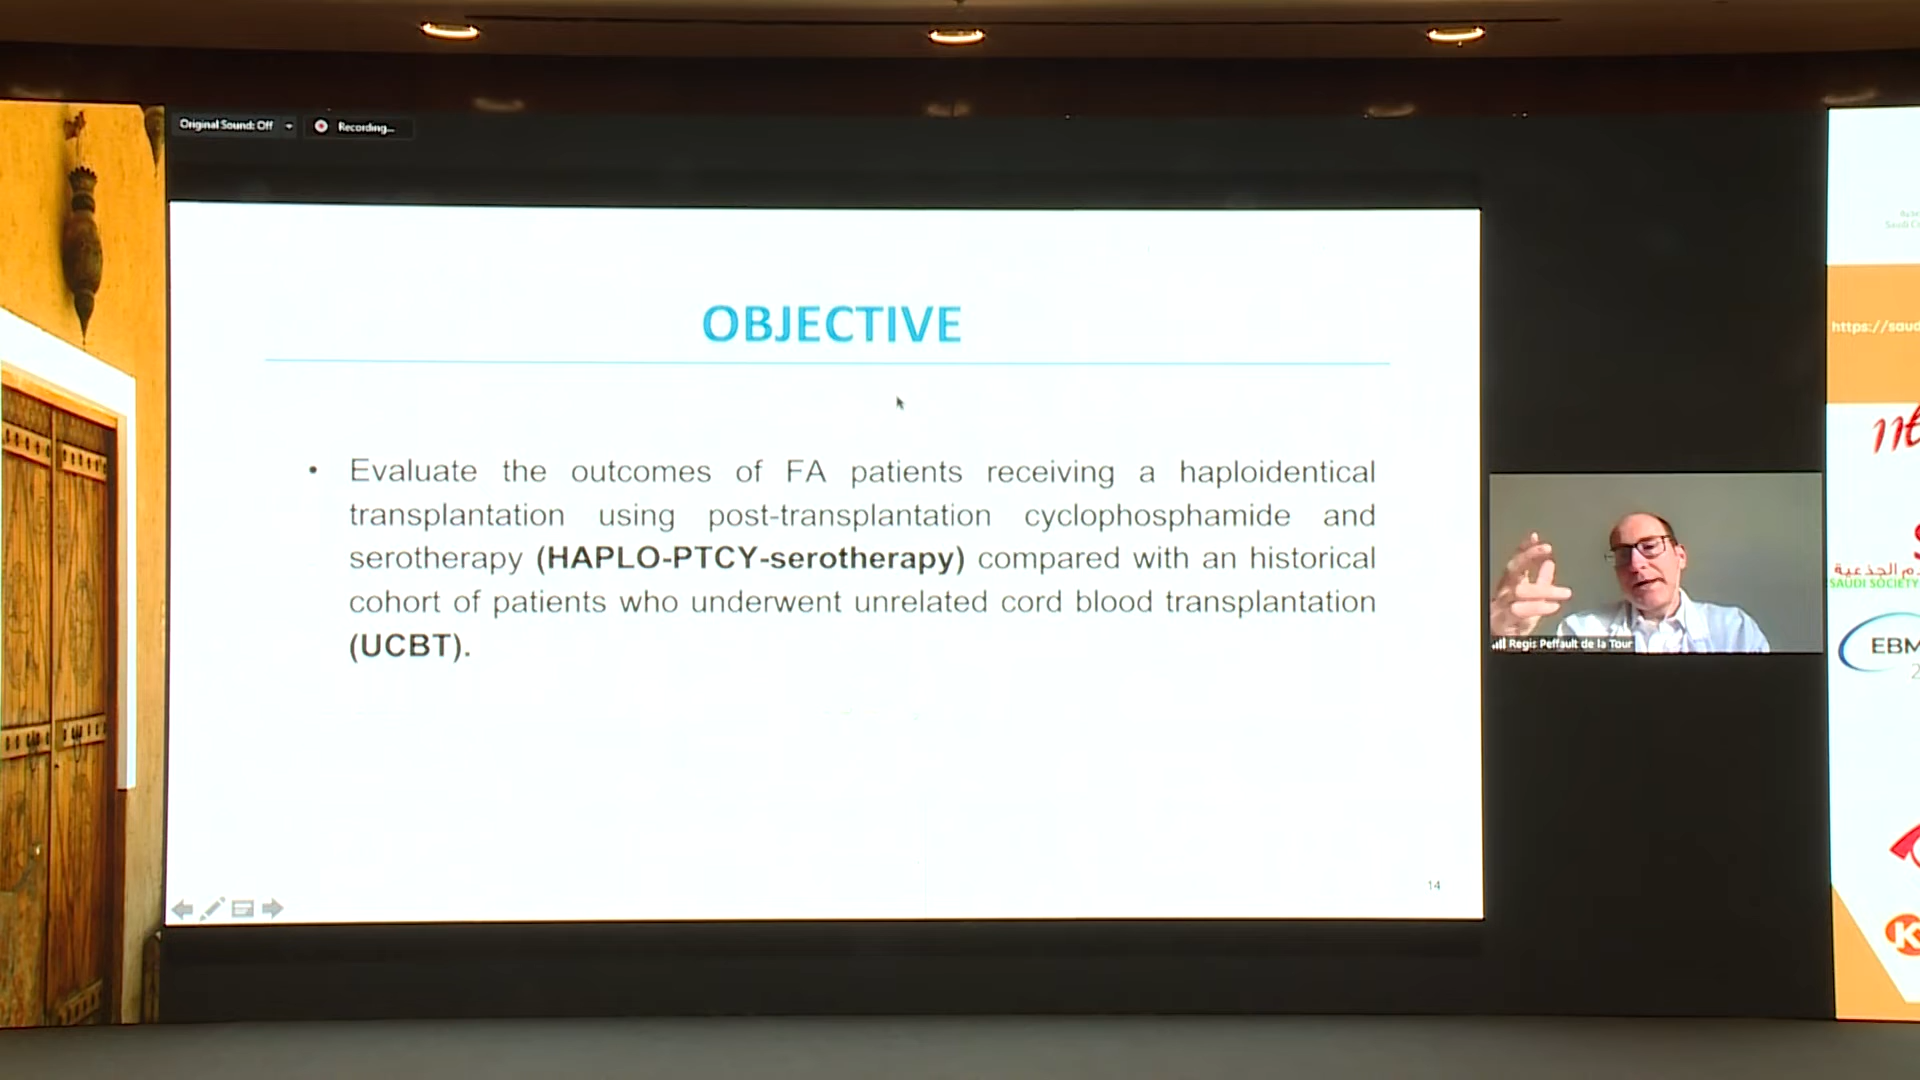 Original Sound: Off
Recording...
OBJECTIVE
• Evaluate the outcomes of FA patients receiving a haploidentical
transplantation using post-transplantation cyclophosphamide and
serotherapy (HAPLO-PTCY-serotherapy) compared with an historical
cohort of patients who underwent unrelated cord blood transplantation
(UCBT).
14
Regis Peffault de la Tour
https://saud
SAUDI SOCIETY
EBM
2
K